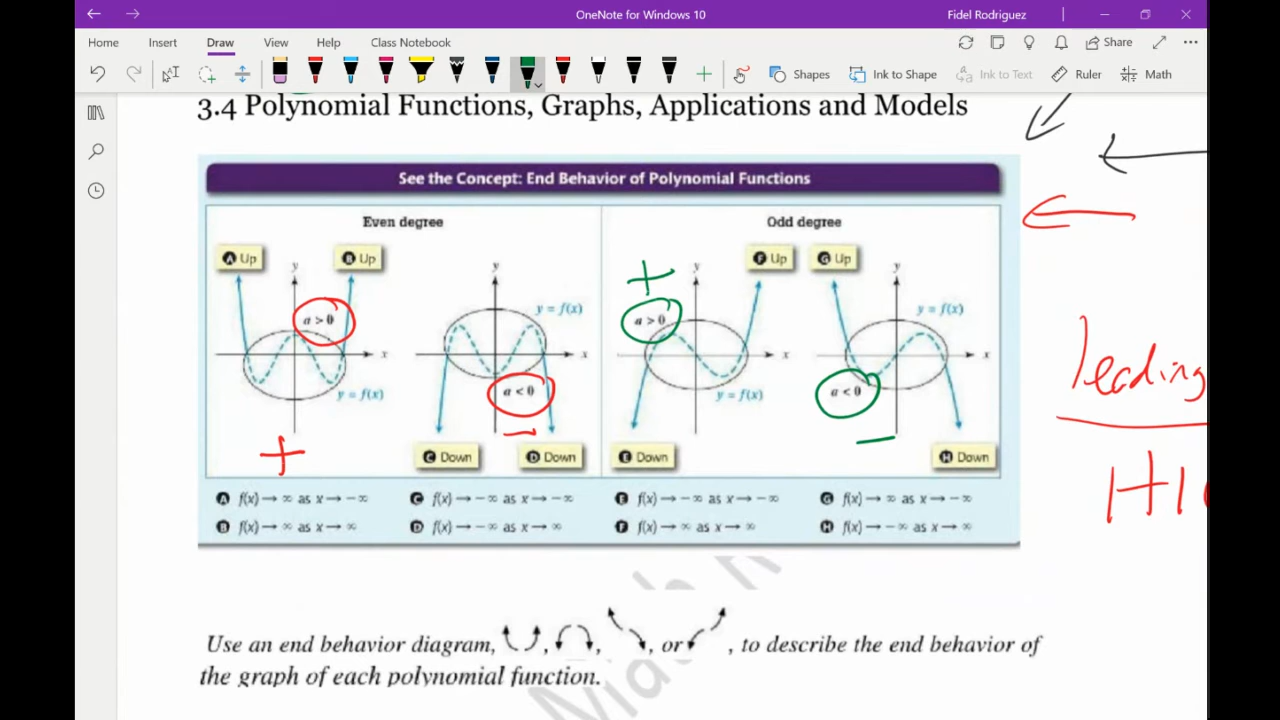 OneNote for Windows 10
Fidel Rodriguez
Home Insert Draw View Help Class Notebook
Share
Shapes Ink to Shape Ink to Text Ruler Math
3.4 Polynomial Functions, Graphs, Applications and Models
See the Concept: End Behavior of Polynomial Functions
Even degree
Odd degree
A Up
B Up
F Up
G Up
y
y
y
y
+
a > 0
y = f(x)
a > 0
y = f(x)
x
x
x
x
y = f(x)
a < 0
y = f(x)
a < 0
leading
+
−
−
C Down
D Down
E Down
H Down
A f(x) → ∞ as x → −∞
C f(x) → −∞ as x → −∞
E f(x) → −∞ as x → −∞
G f(x) → ∞ as x → −∞
B f(x) → ∞ as x → ∞
D f(x) → −∞ as x → ∞
F f(x) → ∞ as x → ∞
H f(x) → −∞ as x → ∞
Use an end behavior diagram, , , , or , to describe the end behavior of
the graph of each polynomial function.